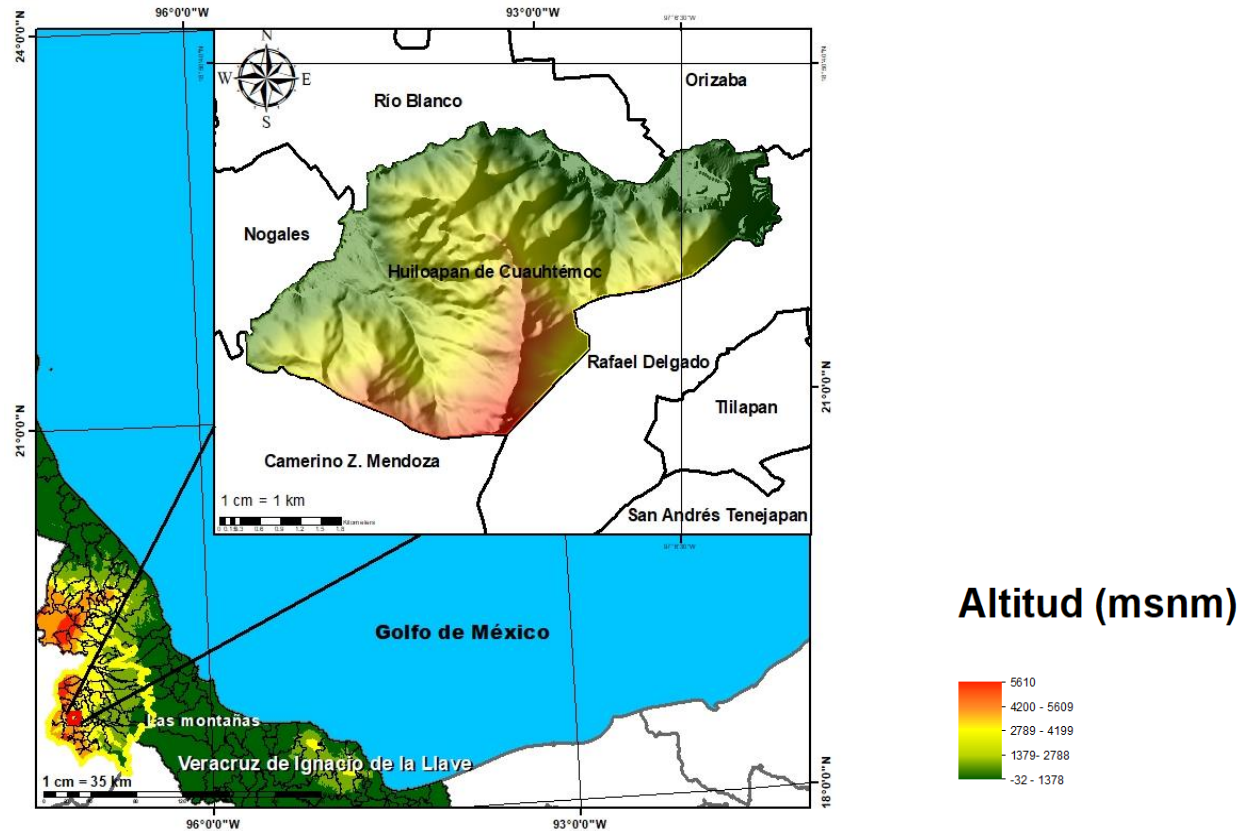 96°0'0"W
93°0'0"W
24°0'0"N
N
W
E
S
Río Blanco
Orizaba
Nogales
Huiloapan de Cuauhtémoc
Rafael Delgado
Tlilapan
Camerino Z. Mendoza
San Andrés Tenejapan
1 cm = 1 km
Kilometers
21°0'0"N
21°0'0"N
Golfo de México
Las montañas
Veracruz de Ignacio de la Llave
1 cm = 35 km
18°0'0"N
96°0'0"W
93°0'0"W
Altitud (msnm)
5610
4200 - 5609
2789 - 4199
1379- 2788
-32 - 1378